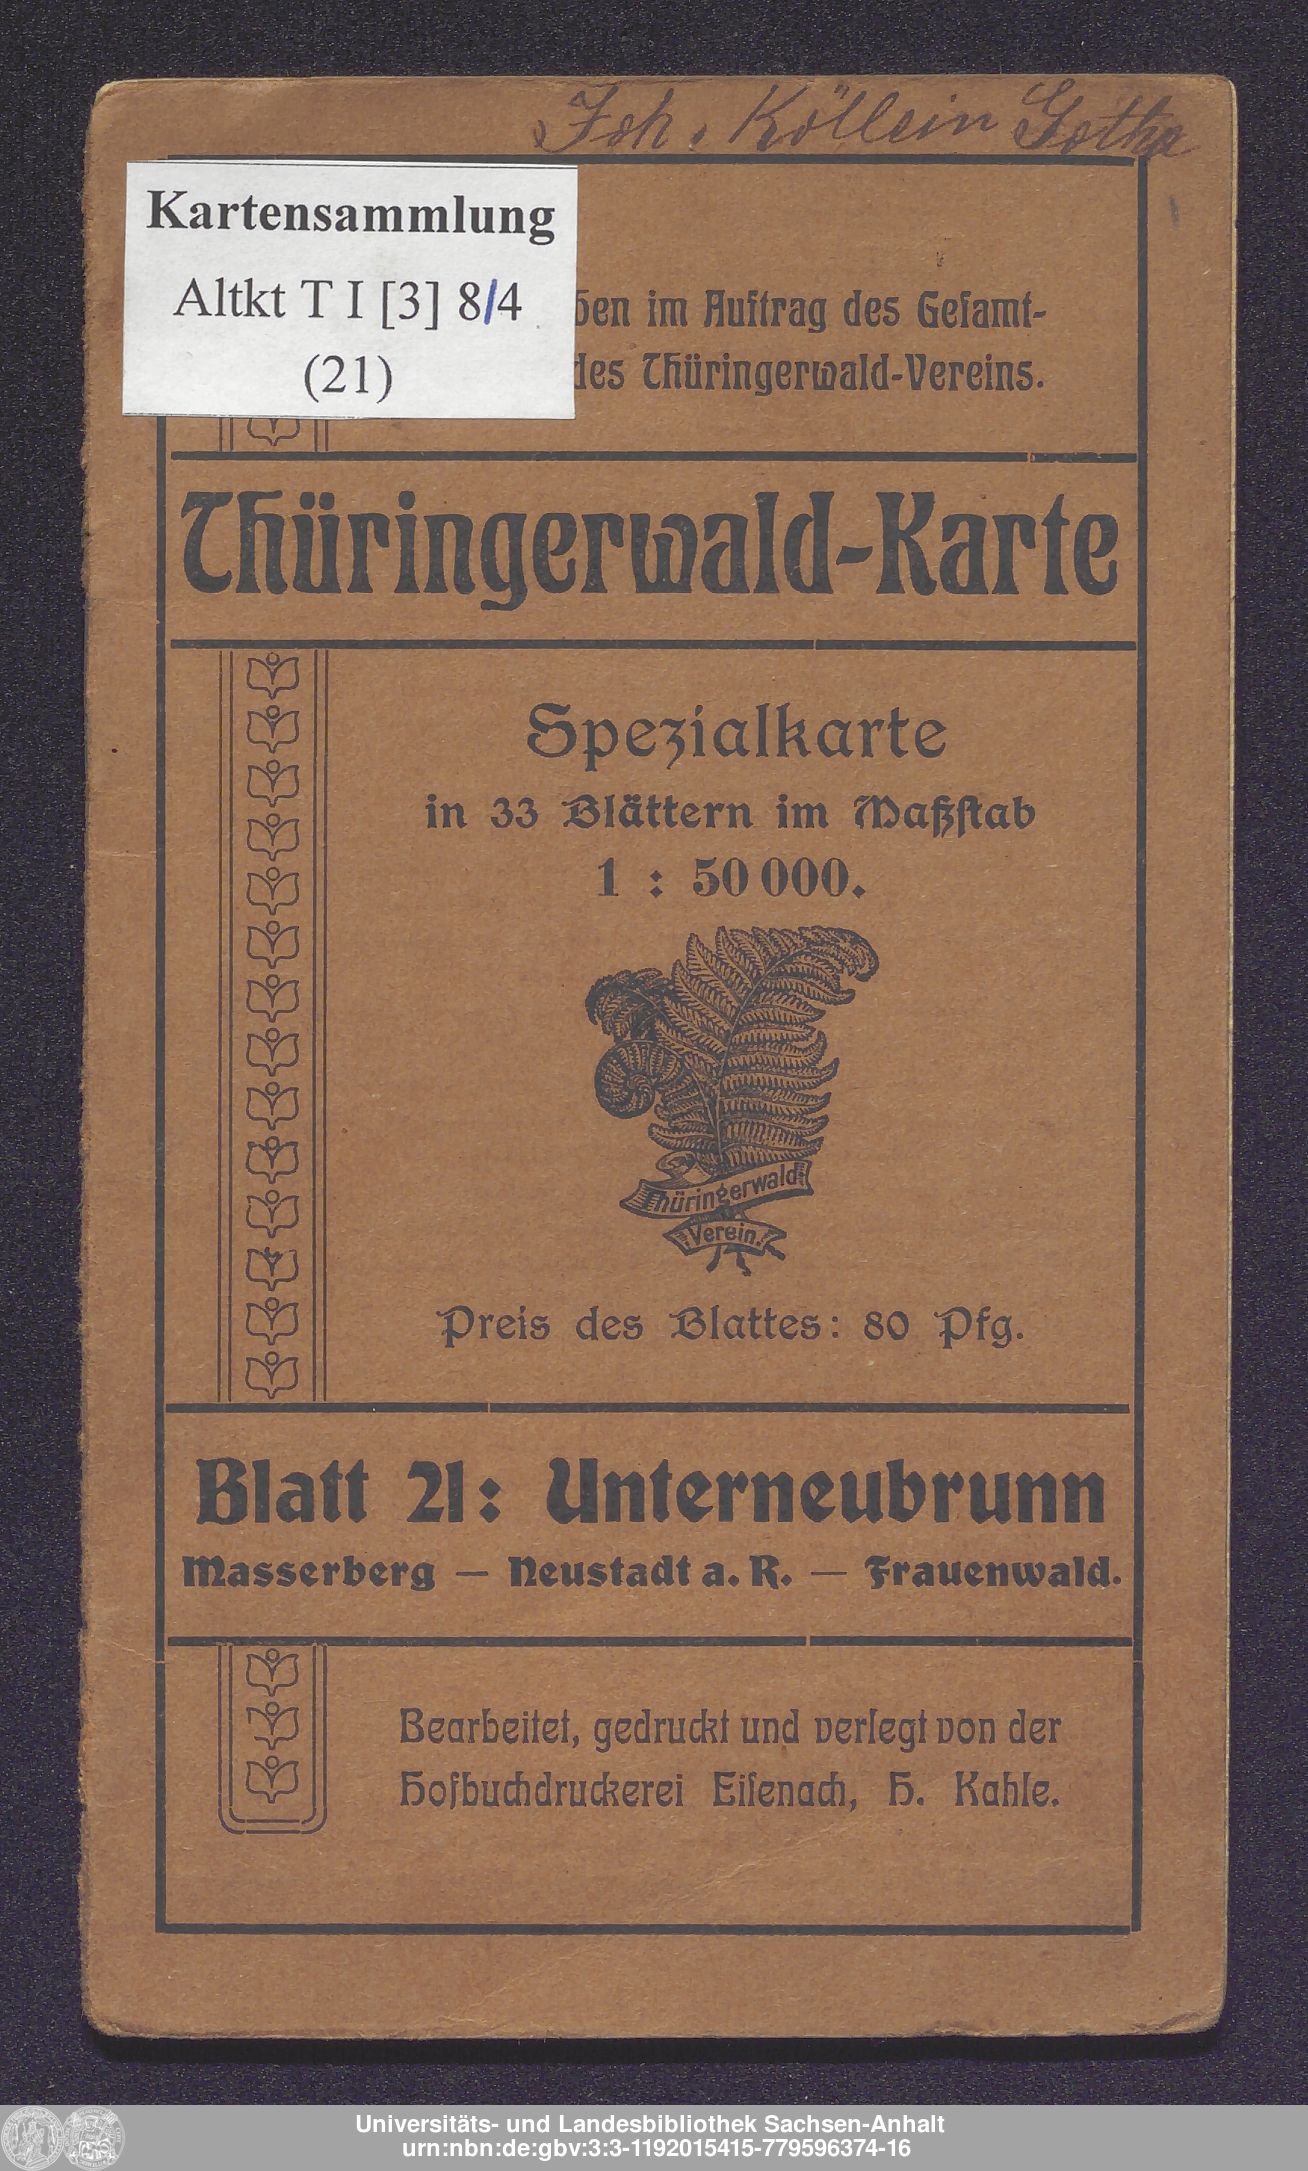 Joh. Köllein Gotha
Kartensammlung
Altkt T I [3] 8/4
(21)
ben im Auftrag des Gesamt-
des Thüringerwald-Vereins.
Thüringerwald-Karte
Spezialkarte
in 33 Blättern im Maßstab
1 : 50 000.
Thüringerwald-
Verein.
Preis des Blattes: 80 Pfg.
Blatt 21: Unterneubrunn
Masserberg — Neustadt a. R. — Frauenwald.
Bearbeitet, gedruckt und verlegt von der
Hofbuchdruckerei Eisenach, H. Kahle.
Universitäts- und Landesbibliothek Sachsen-Anhalt
urn:nbn:de:gbv:3:3-1192015415-779596374-16